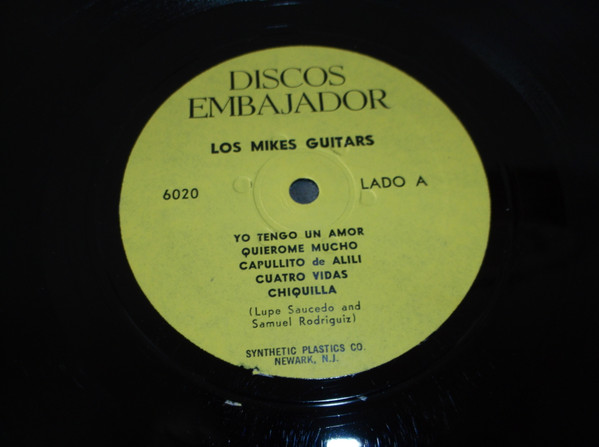 DISCOS
EMBAJADOR
LOS MIKES GUITARS
6020
LADO A
YO TENGO UN AMOR
QUIEROME MUCHO
CAPULLITO de ALILI
CUATRO VIDAS
CHIQUILLA
(Lupe Saucedo and
Samuel Rodriguiz)
SYNTHETIC PLASTICS CO.
NEWARK, N.J.